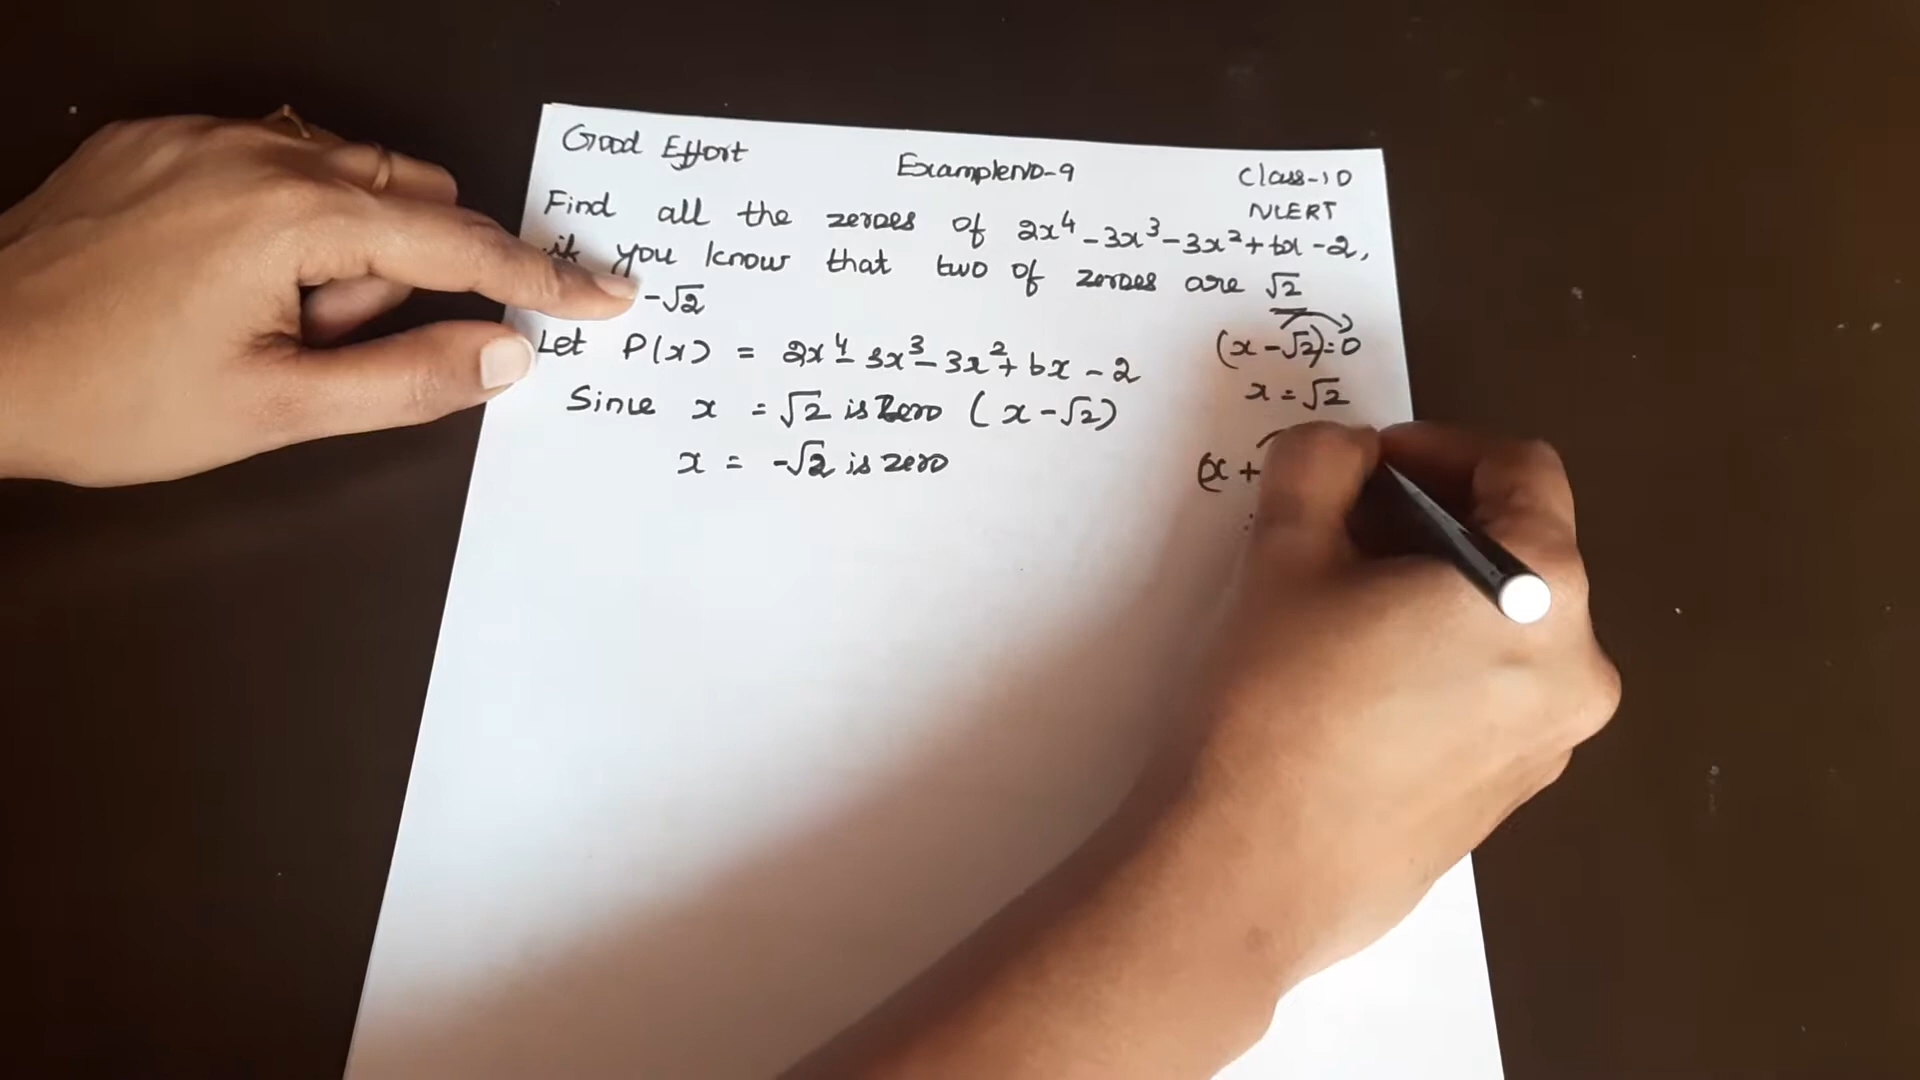 Good Effort
ExampleNO-9
Class-10
NCERT
Find all the zeroes of 2x⁴-3x³-3x²+6x-2,
if you know that two of zeroes are √2
-√2
Let P(x) = 2x⁴-3x³-3x²+6x-2
Since x = √2 is Zero (x-√2)
x = -√2 is zero
(x-√2)=0
x=√2
(x+